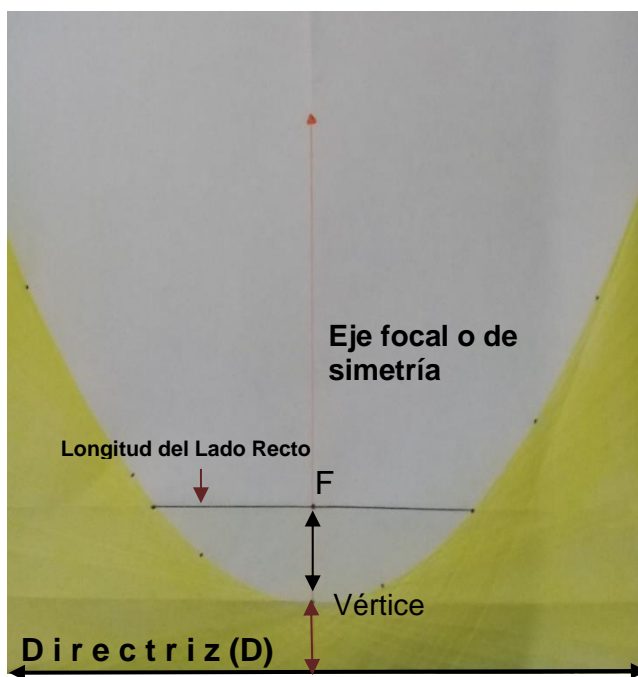 Eje focal o de
simetría
Longitud del Lado Recto
F
Vértice
D i r e c t r i z (D)